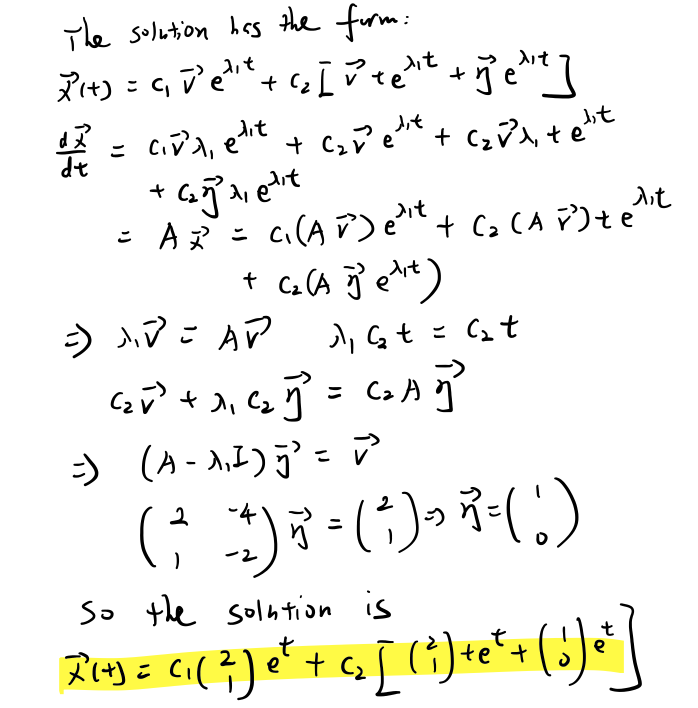 The solution has the form:
x⃗(t) = c₁ v⃗ e^{λ₁t} + c₂ [ v⃗ t e^{λ₁t} + η⃗ e^{λ₁t} ]
dx⃗/dt = c₁ v⃗ λ₁ e^{λ₁t} + c₂ v⃗ e^{λ₁t} + c₂ v⃗ λ₁ t e^{λ₁t}
+ c₂ η⃗ λ₁ e^{λ₁t}
= A x⃗ = c₁ (A v⃗) e^{λ₁t} + c₂ (A v⃗) t e^{λ₁t}
+ c₂ (A η⃗ e^{λ₁t})
⇒ λ₁ v⃗ = A v⃗   λ₁ c₂ t = c₂ t
c₂ v⃗ + λ₁ c₂ η⃗ = c₂ A η⃗
⇒ (A - λ₁ I) η⃗ = v⃗
(2 -4; 1 -2) η⃗ = (2; 1) ⇒ η⃗ = (1; 0)
So the solution is
x⃗(t) = c₁ (2; 1) e^t + c₂ [ (2; 1) t e^t + (1; 0) e^t ]